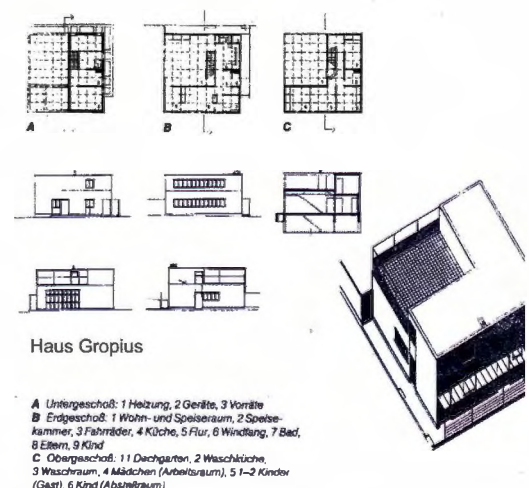 A
B
C
Haus Gropius
A Untergeschoß: 1 Heizung, 2 Geräte, 3 Vorräte
B Erdgeschoß: 1 Wohn- und Speiseraum, 2 Speise-
kammer, 3 Fahrräder, 4 Küche, 5 Flur, 6 Windfang, 7 Bad,
8 Eltern, 9 Kind
C Obergeschoß: 11 Dachgarten, 2 Waschküche,
3 Waschraum, 4 Mädchen (Arbeitsraum), 5 1–2 Kinder
(Gast), 6 Kind (Abstellraum)